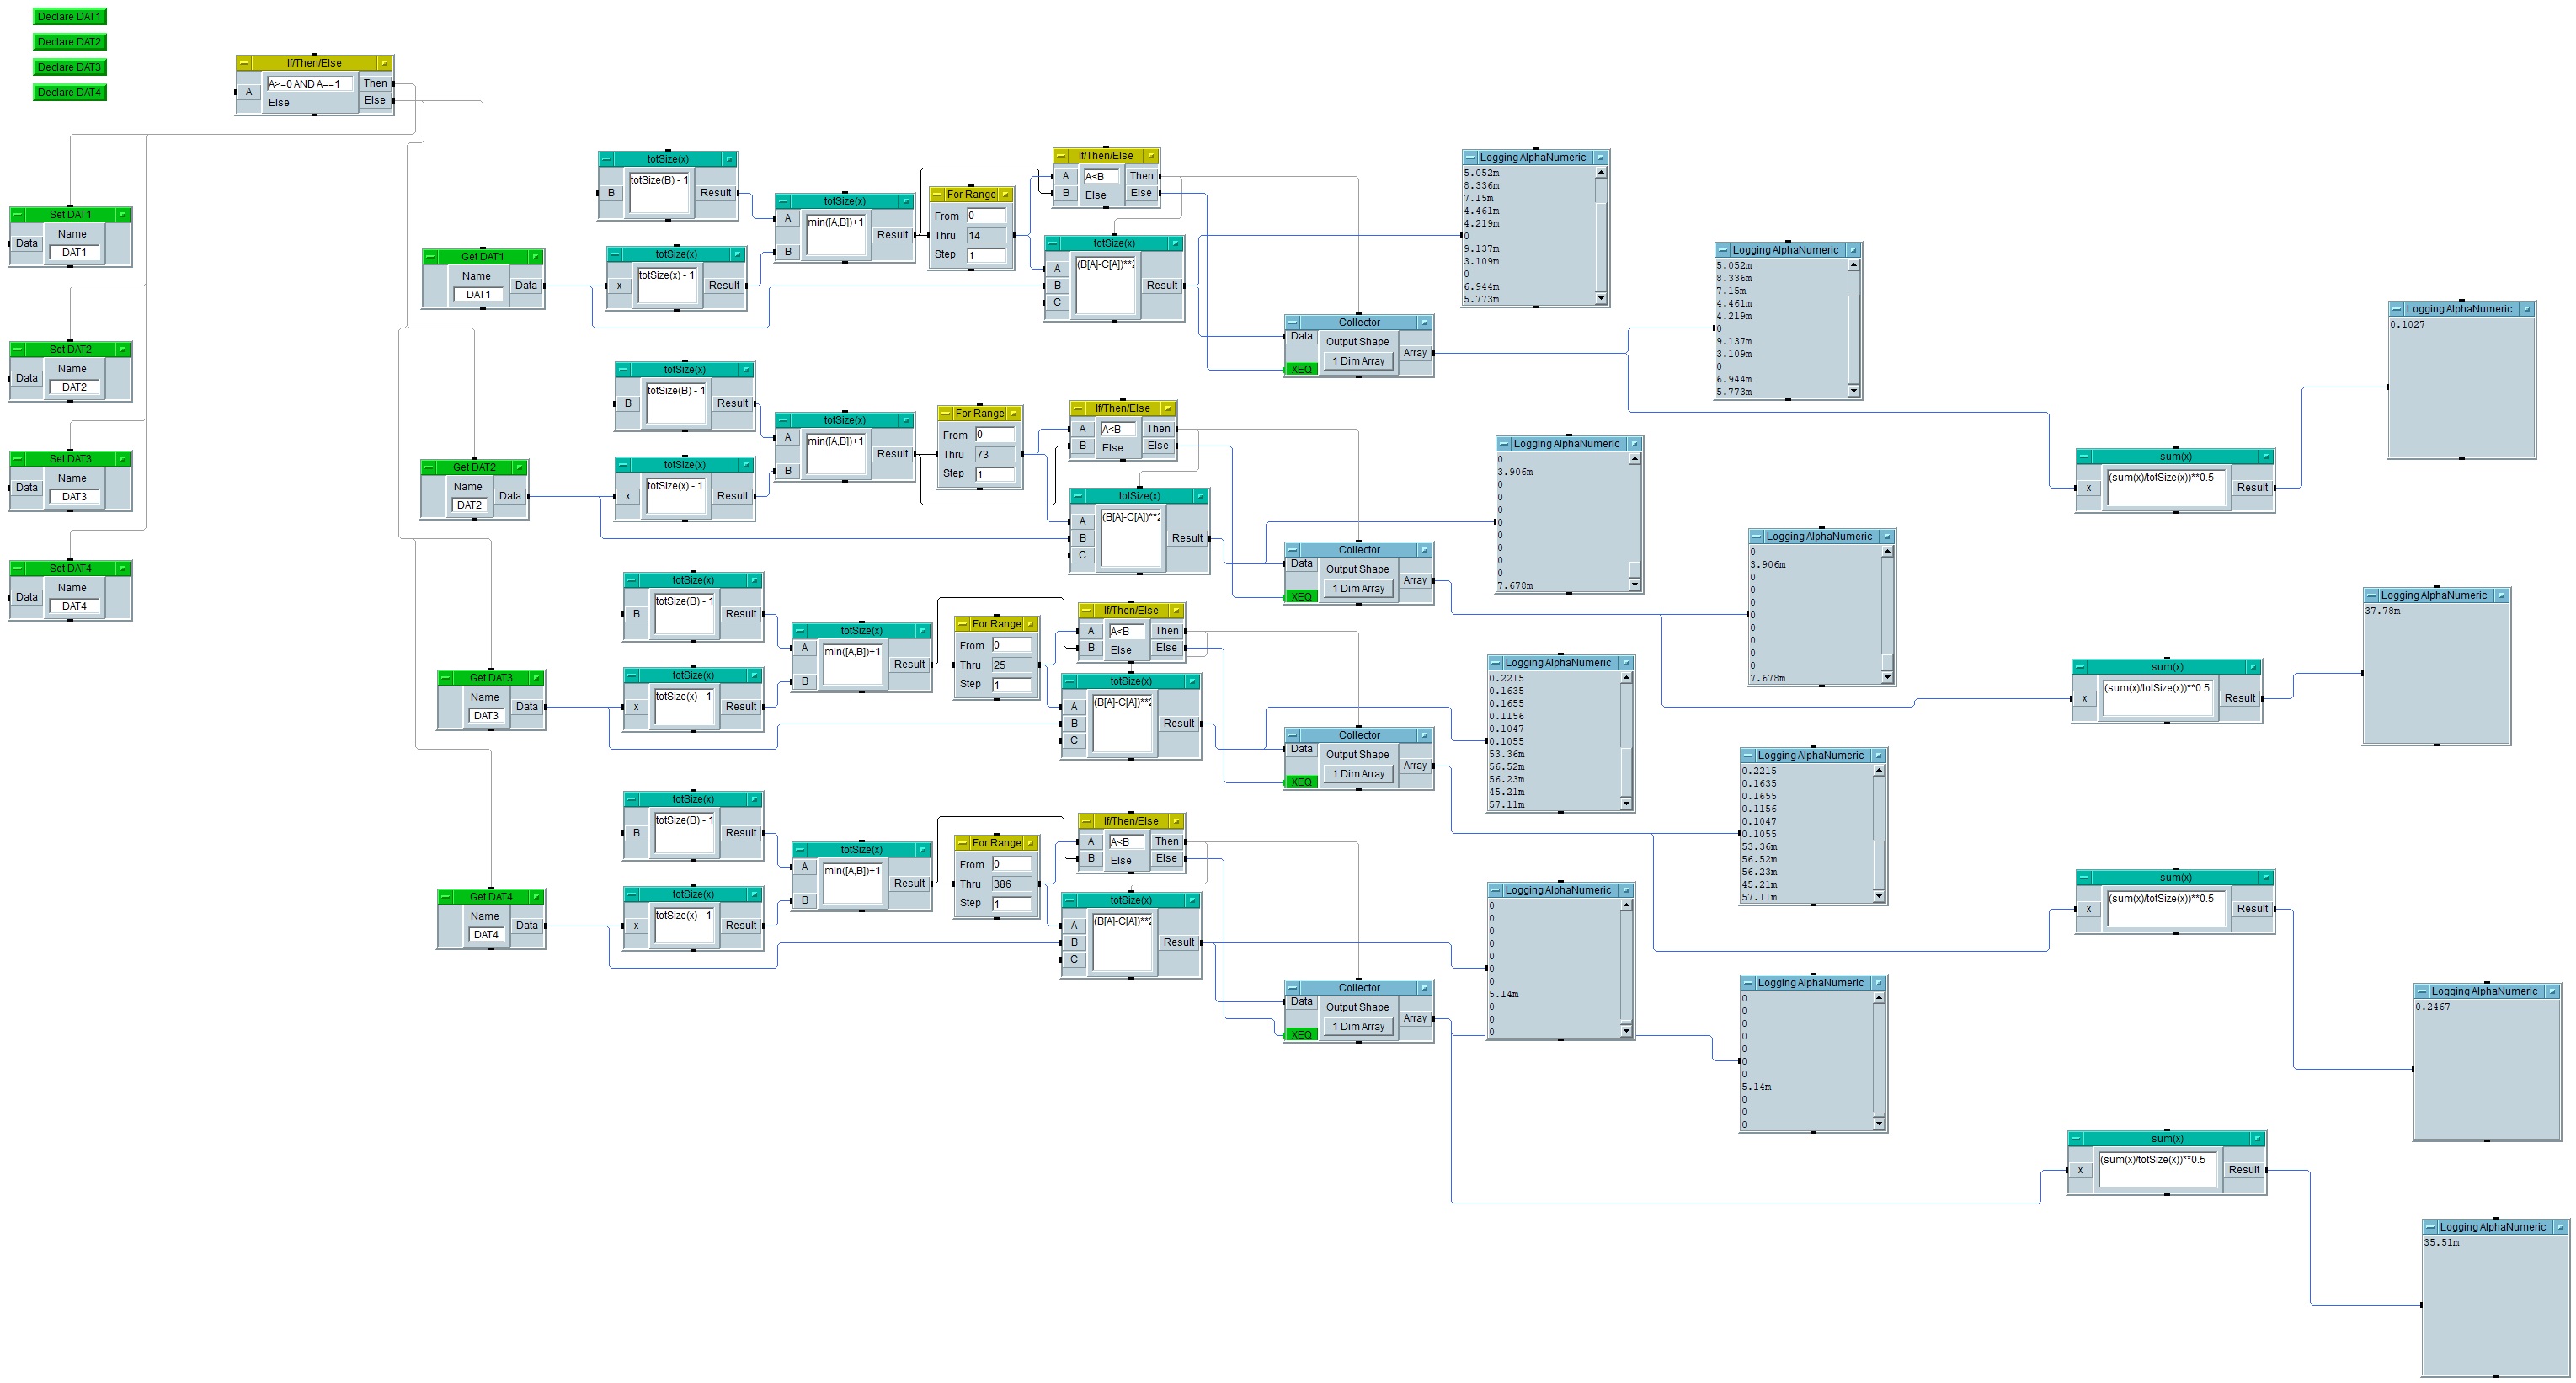 Declare DAT1
Declare DAT2
Declare DAT3
Declare DAT4
If/Then/Else
A
A>=0 AND A==1
Then
Else
Else
Set DAT1
Data
Name
DAT1
Set DAT2
Data
Name
DAT2
Set DAT3
Data
Name
DAT3
Set DAT4
Data
Name
DAT4
Get DAT1
Name
DAT1
Data
totSize(x)
B
totSize(B) - 1
Result
totSize(x)
x
totSize(x) - 1
Result
totSize(x)
A
B
min([A,B])+1
Result
For Range
From
0
Thru
14
Step
1
If/Then/Else
A
B
A<B
Then
Else
Else
totSize(x)
A
B
C
(B[A]-C[A])**
Result
Collector
Data
XEQ
Output Shape
1 Dim Array
Array
Logging AlphaNumeric
5.052m
8.336m
7.15m
4.461m
4.219m
0
9.137m
3.109m
0
6.944m
5.773m
Logging AlphaNumeric
5.052m
8.336m
7.15m
4.461m
4.219m
0
9.137m
3.109m
0
6.944m
5.773m
sum(x)
x
(sum(x)/totSize(x))**0.5
Result
Logging AlphaNumeric
0.1027
Get DAT2
Name
DAT2
Data
totSize(x)
B
totSize(B) - 1
Result
totSize(x)
x
totSize(x) - 1
Result
totSize(x)
A
B
min([A,B])+1
Result
For Range
From
0
Thru
73
Step
1
If/Then/Else
A
B
A<B
Then
Else
Else
totSize(x)
A
B
C
(B[A]-C[A])**
Result
Collector
Data
XEQ
Output Shape
1 Dim Array
Array
Logging AlphaNumeric
0
3.906m
0
0
0
0
0
0
0
0
7.678m
Logging AlphaNumeric
0
3.906m
0
0
0
0
0
0
0
0
7.678m
sum(x)
x
(sum(x)/totSize(x))**0.5
Result
Logging AlphaNumeric
37.78m
Get DAT3
Name
DAT3
Data
totSize(x)
B
totSize(B) - 1
Result
totSize(x)
x
totSize(x) - 1
Result
totSize(x)
A
B
min([A,B])+1
Result
For Range
From
0
Thru
25
Step
1
If/Then/Else
A
B
A<B
Then
Else
Else
totSize(x)
A
B
C
(B[A]-C[A])**
Result
Collector
Data
XEQ
Output Shape
1 Dim Array
Array
Logging AlphaNumeric
0.2215
0.1635
0.1655
0.1156
0.1047
0.1055
53.36m
56.52m
56.23m
45.21m
57.11m
Logging AlphaNumeric
0.2215
0.1635
0.1655
0.1156
0.1047
0.1055
53.36m
56.52m
56.23m
45.21m
57.11m
sum(x)
x
(sum(x)/totSize(x))**0.5
Result
Logging AlphaNumeric
0.2467
Get DAT4
Name
DAT4
Data
totSize(x)
B
totSize(B) - 1
Result
totSize(x)
x
totSize(x) - 1
Result
totSize(x)
A
B
min([A,B])+1
Result
For Range
From
0
Thru
386
Step
1
If/Then/Else
A
B
A<B
Then
Else
Else
totSize(x)
A
B
C
(B[A]-C[A])**
Result
Collector
Data
XEQ
Output Shape
1 Dim Array
Array
Logging AlphaNumeric
0
0
0
0
0
0
0
5.14m
0
0
0
Logging AlphaNumeric
0
0
0
0
0
0
0
5.14m
0
0
0
sum(x)
x
(sum(x)/totSize(x))**0.5
Result
Logging AlphaNumeric
35.51m